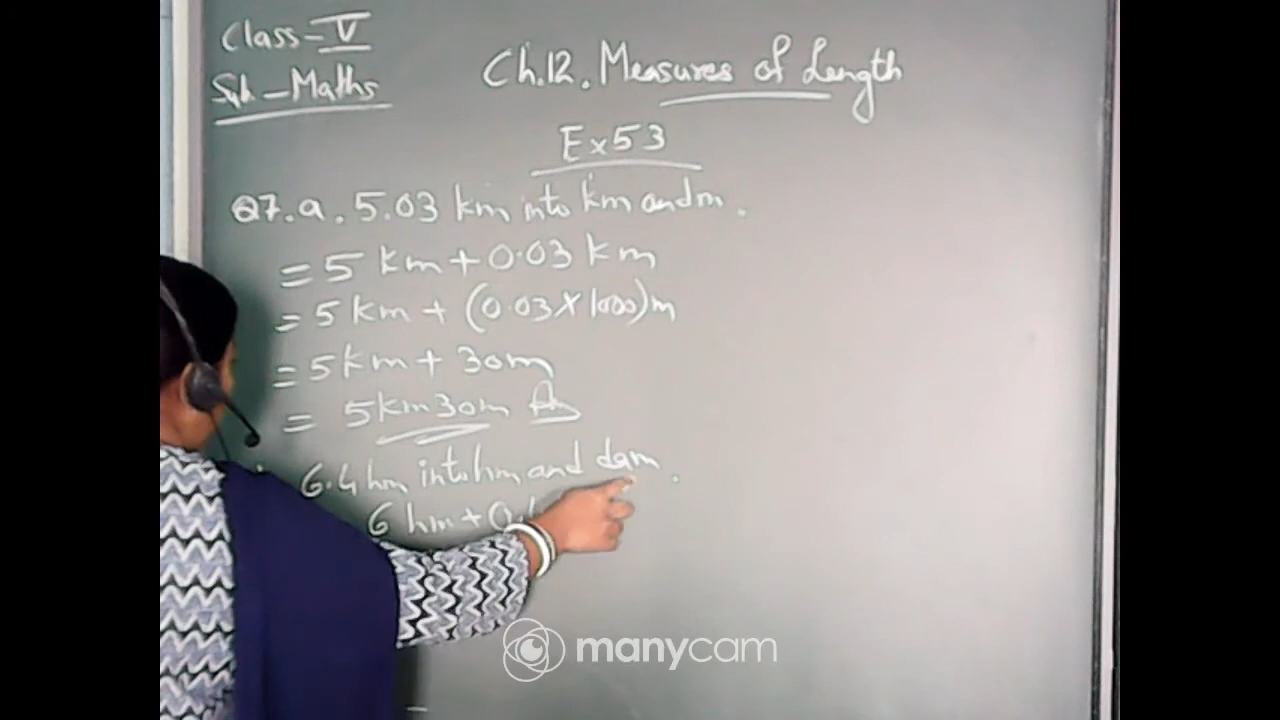 Class - V
Sub - Maths
Ch.12. Measures of Length
Ex 53
Q7. a. 5.03 km into km and m.
= 5 km + 0.03 km
= 5 km + (0.03 × 1000) m
= 5 km + 30 m
= 5 km 30 m Ans
6.4 hm into hm and dam.
6 hm + 0.
manycam